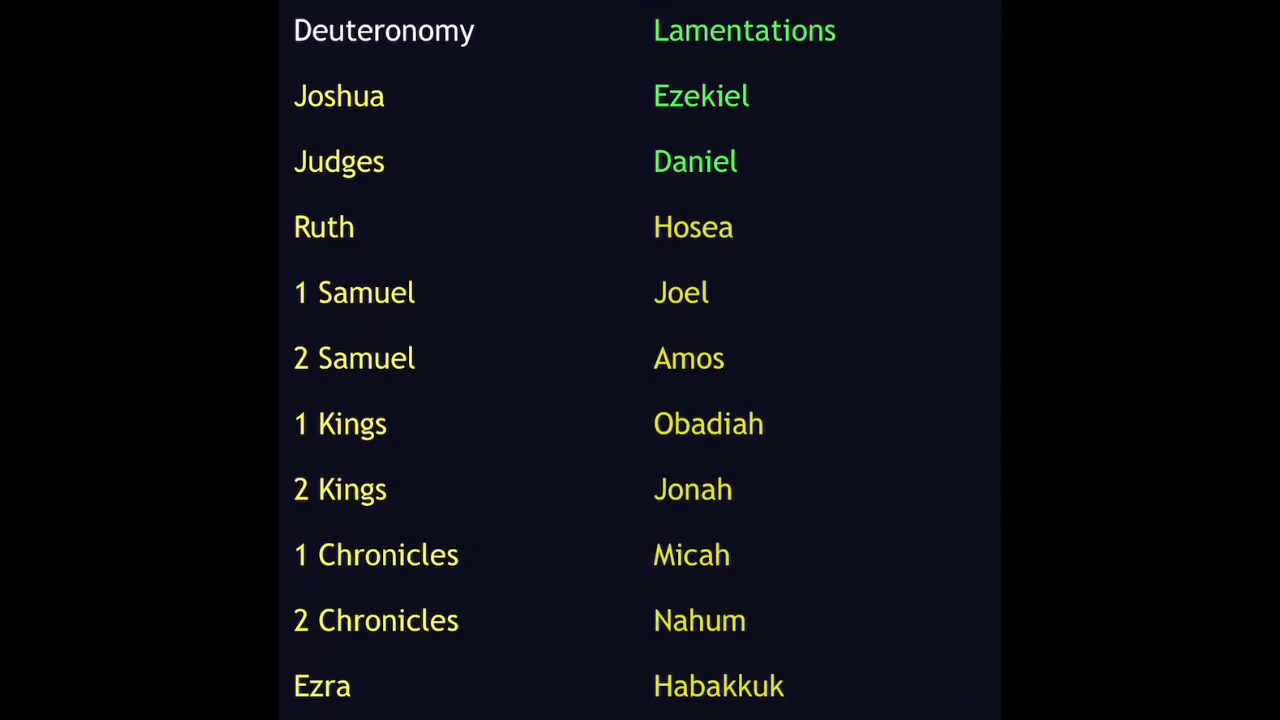 Deuteronomy
Joshua
Judges
Ruth
1 Samuel
2 Samuel
1 Kings
2 Kings
1 Chronicles
2 Chronicles
Ezra
Lamentations
Ezekiel
Daniel
Hosea
Joel
Amos
Obadiah
Jonah
Micah
Nahum
Habakkuk